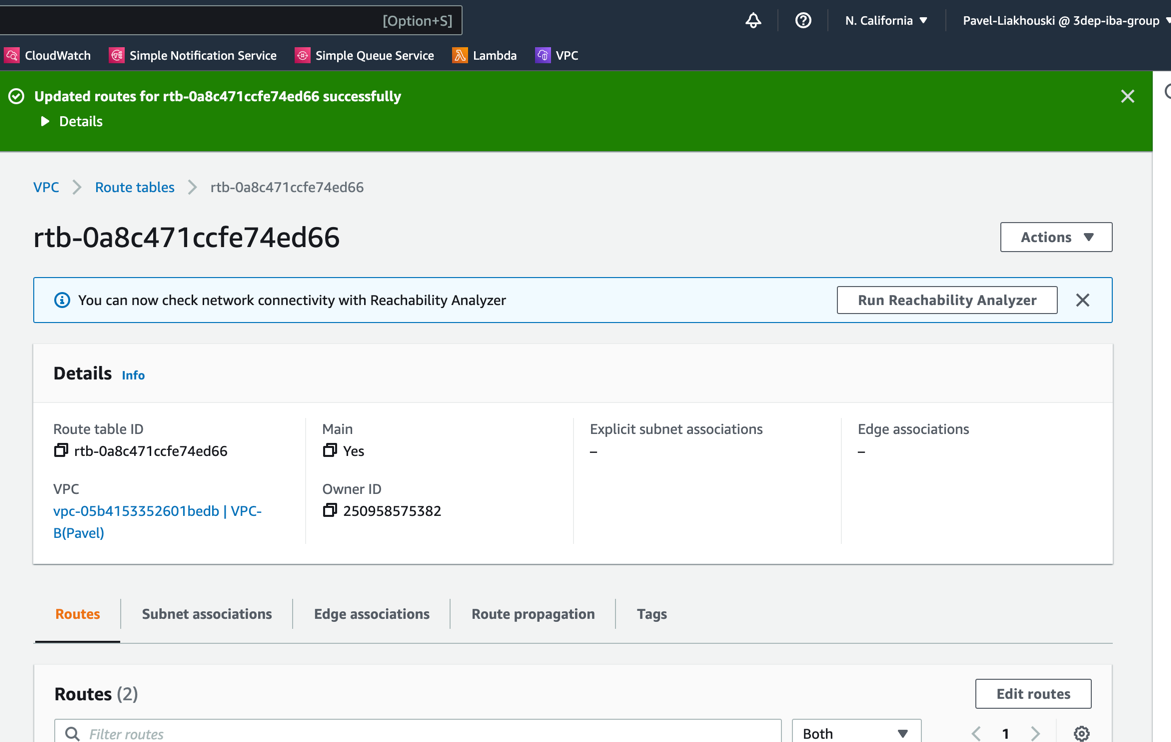 [Option+S]
N. California
Pavel-Liakhouski @ 3dep-iba-group
CloudWatch
Simple Notification Service
Simple Queue Service
Lambda
VPC
Updated routes for rtb-0a8c471ccfe74ed66 successfully
Details
VPC
Route tables
rtb-0a8c471ccfe74ed66
rtb-0a8c471ccfe74ed66
Actions
You can now check network connectivity with Reachability Analyzer
Run Reachability Analyzer
Details
Info
Route table ID
rtb-0a8c471ccfe74ed66
Main
Yes
Explicit subnet associations
–
Edge associations
–
VPC
vpc-05b4153352601bedb | VPC-
B(Pavel)
Owner ID
250958575382
Routes
Subnet associations
Edge associations
Route propagation
Tags
Routes (2)
Edit routes
Filter routes
Both
1